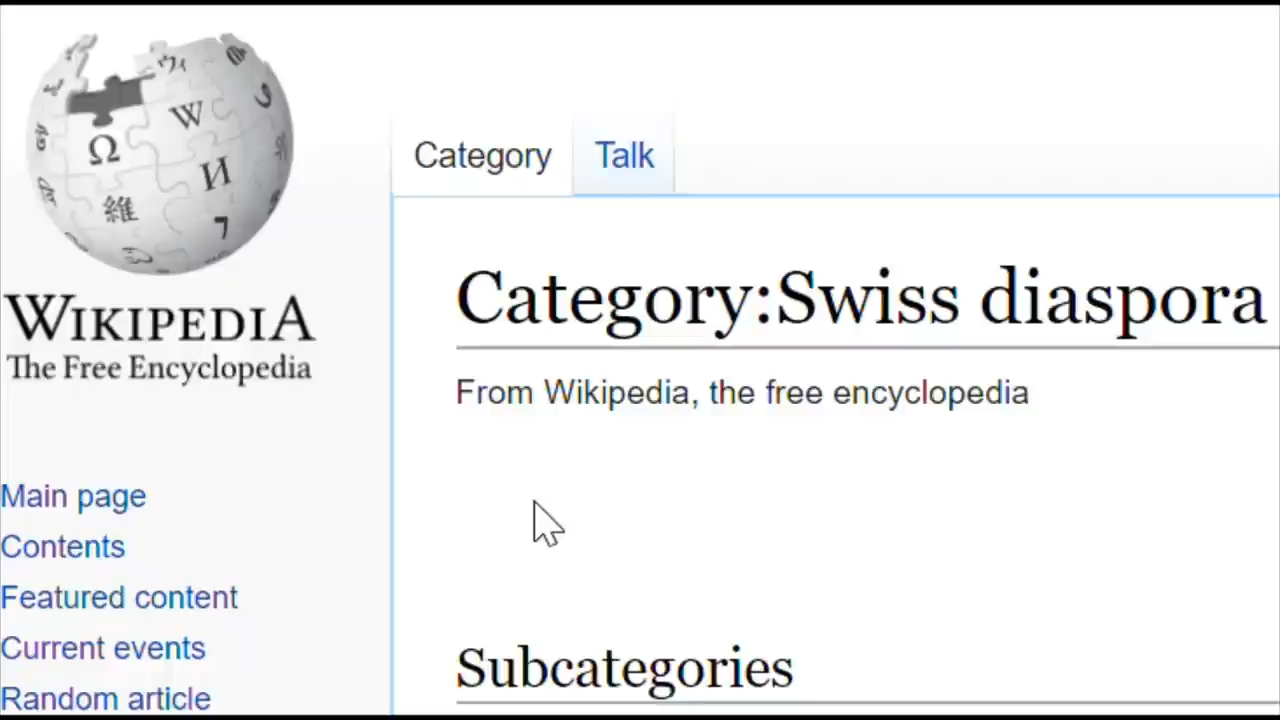 WIKIPEDIA
The Free Encyclopedia
Main page
Contents
Featured content
Current events
Random article
Category
Talk
Category:Swiss diaspora
From Wikipedia, the free encyclopedia
Subcategories